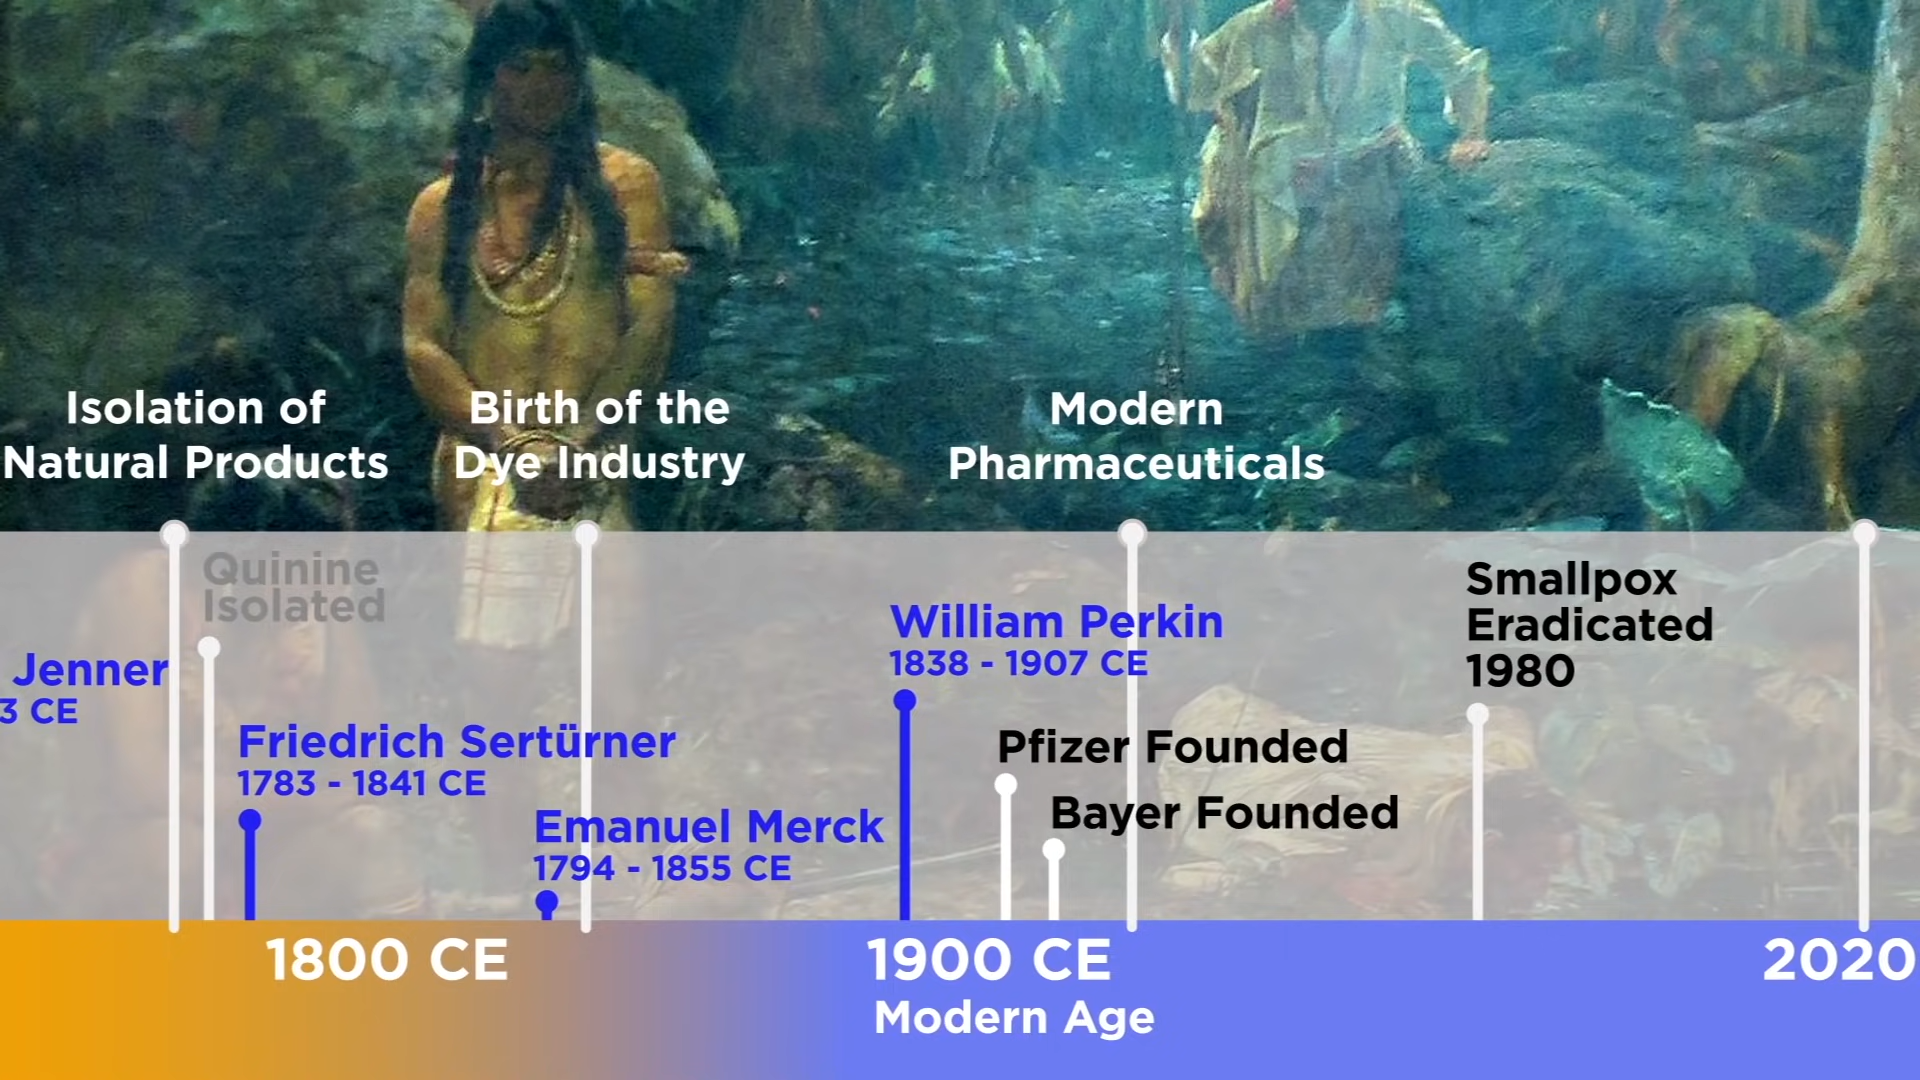 Isolation of
Natural Products
Birth of the
Dye Industry
Modern
Pharmaceuticals
Quinine
Isolated
Jenner
3 CE
Friedrich Sertürner
1783 - 1841 CE
Emanuel Merck
1794 - 1855 CE
William Perkin
1838 - 1907 CE
Pfizer Founded
Bayer Founded
Smallpox
Eradicated
1980
1800 CE
1900 CE
Modern Age
2020